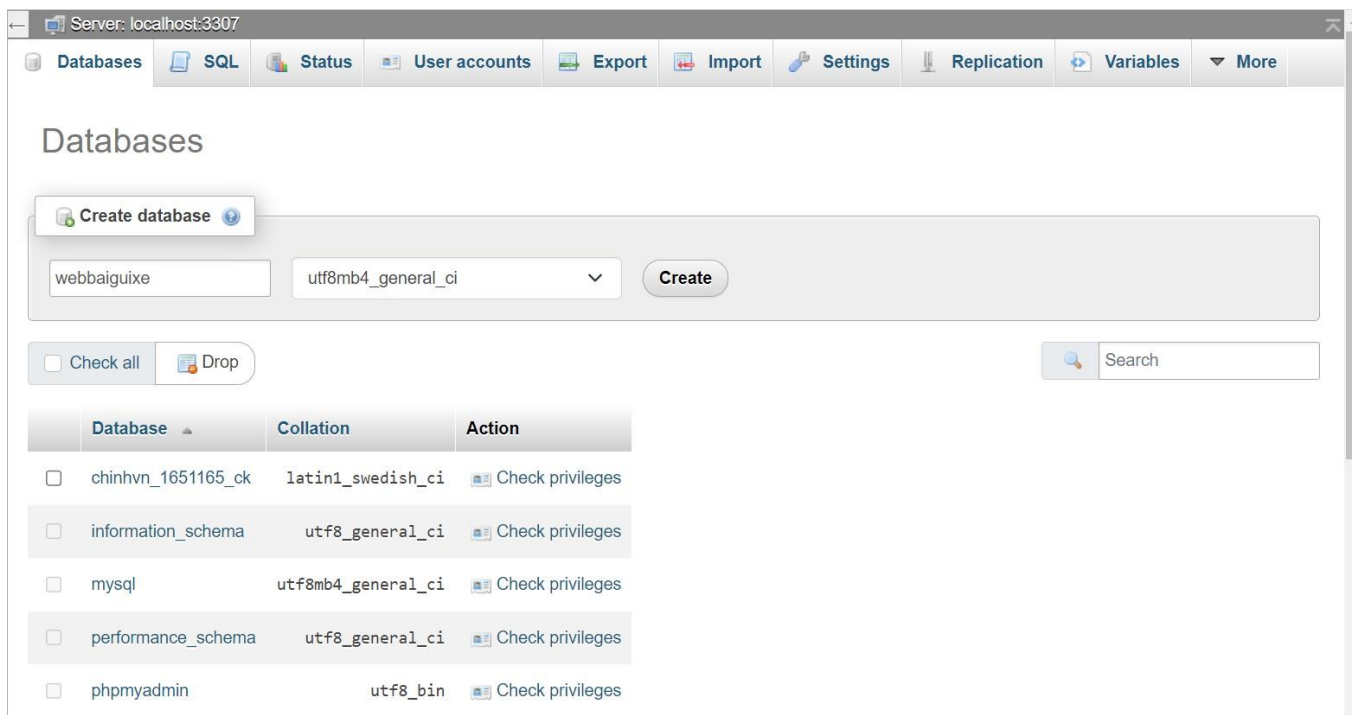 Server: localhost:3307
Databases SQL Status User accounts Export Import Settings Replication Variables More
Databases
Create database
webbaiguixe utf8mb4_general_ci Create
Check all Drop Search
Database Collation Action
chinhvn_1651165_ck latin1_swedish_ci Check privileges
information_schema utf8_general_ci Check privileges
mysql utf8mb4_general_ci Check privileges
performance_schema utf8_general_ci Check privileges
phpmyadmin utf8_bin Check privileges